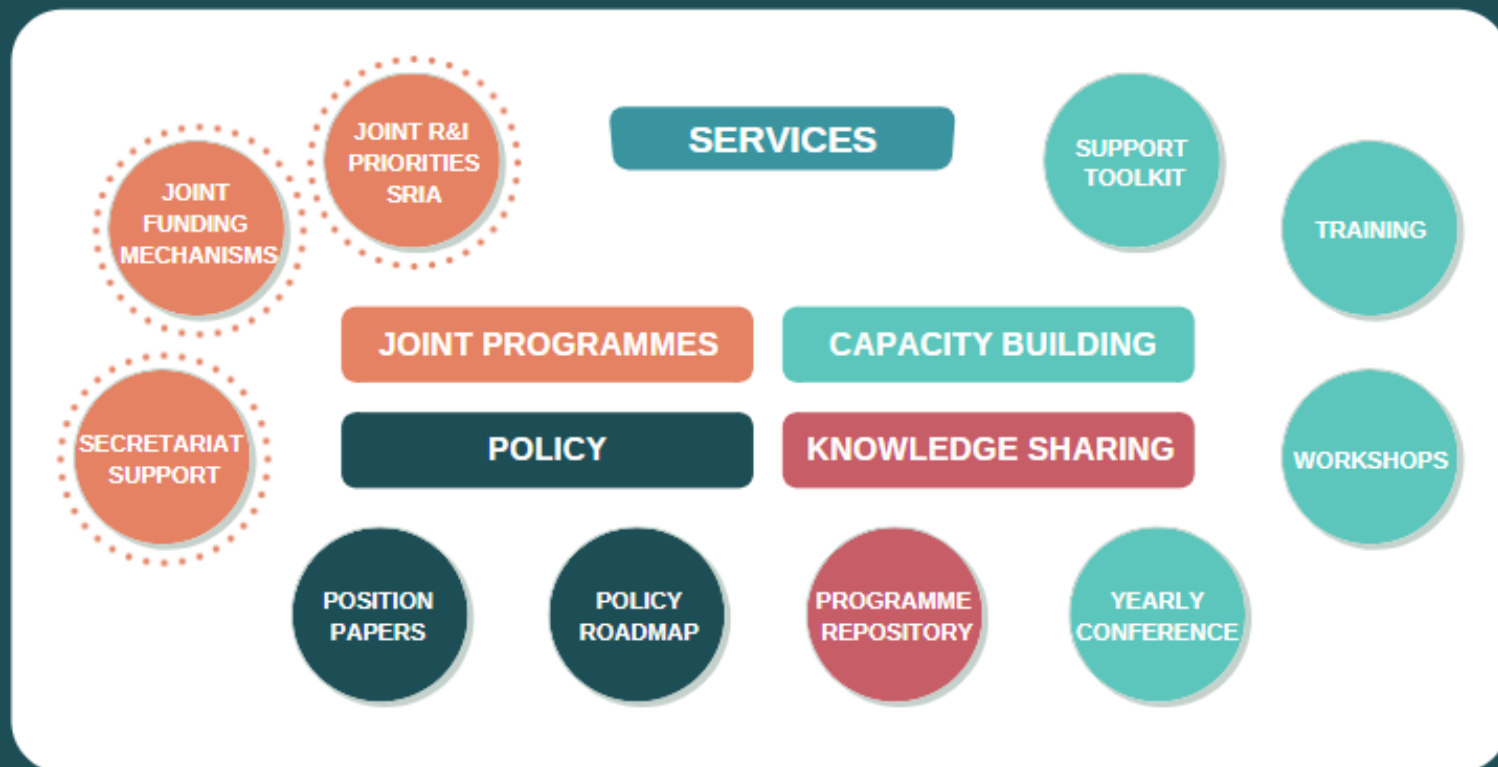 SERVICES
JOINT R&I
PRIORITIES
SRIA
JOINT
FUNDING
MECHANISMS
SECRETARIAT
SUPPORT
SUPPORT
TOOLKIT
TRAINING
WORKSHOPS
JOINT PROGRAMMES
CAPACITY BUILDING
POLICY
KNOWLEDGE SHARING
POSITION
PAPERS
POLICY
ROADMAP
PROGRAMME
REPOSITORY
YEARLY
CONFERENCE